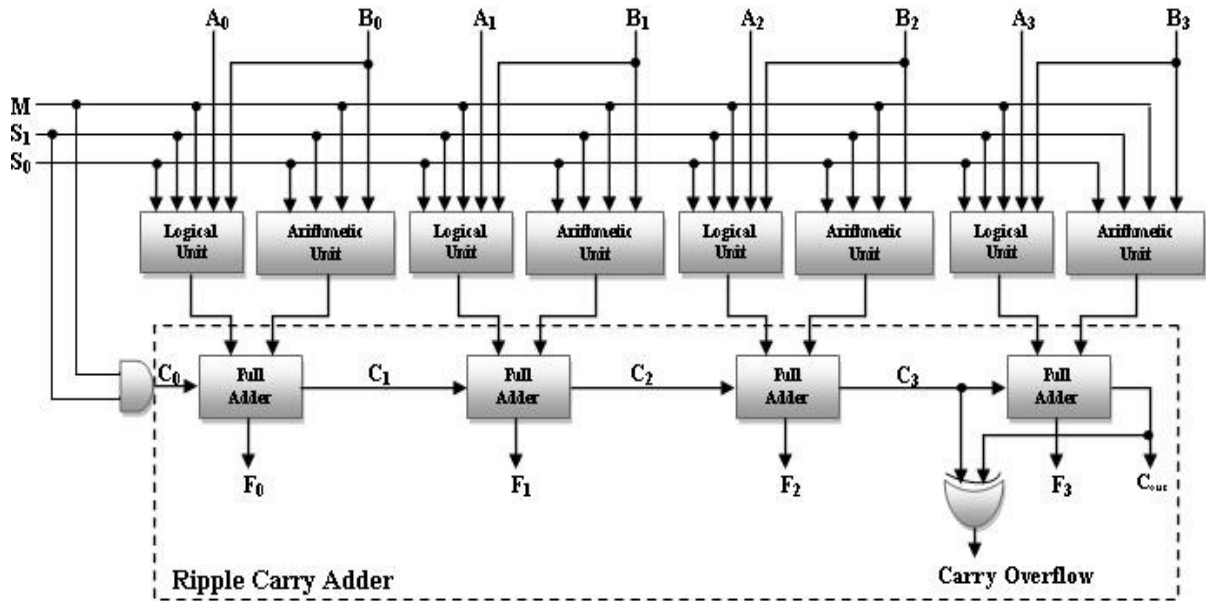 A0 B0 A1 B1 A2 B2 A3 B3
M
S1
S0
Logical Unit Arithmetic Unit Logical Unit Arithmetic Unit Logical Unit Arithmetic Unit Logical Unit Arithmetic Unit
C0 Full Adder C1 Full Adder C2 Full Adder C3 Full Adder
F0 F1 F2 F3 Cout
Carry Overflow
Ripple Carry Adder